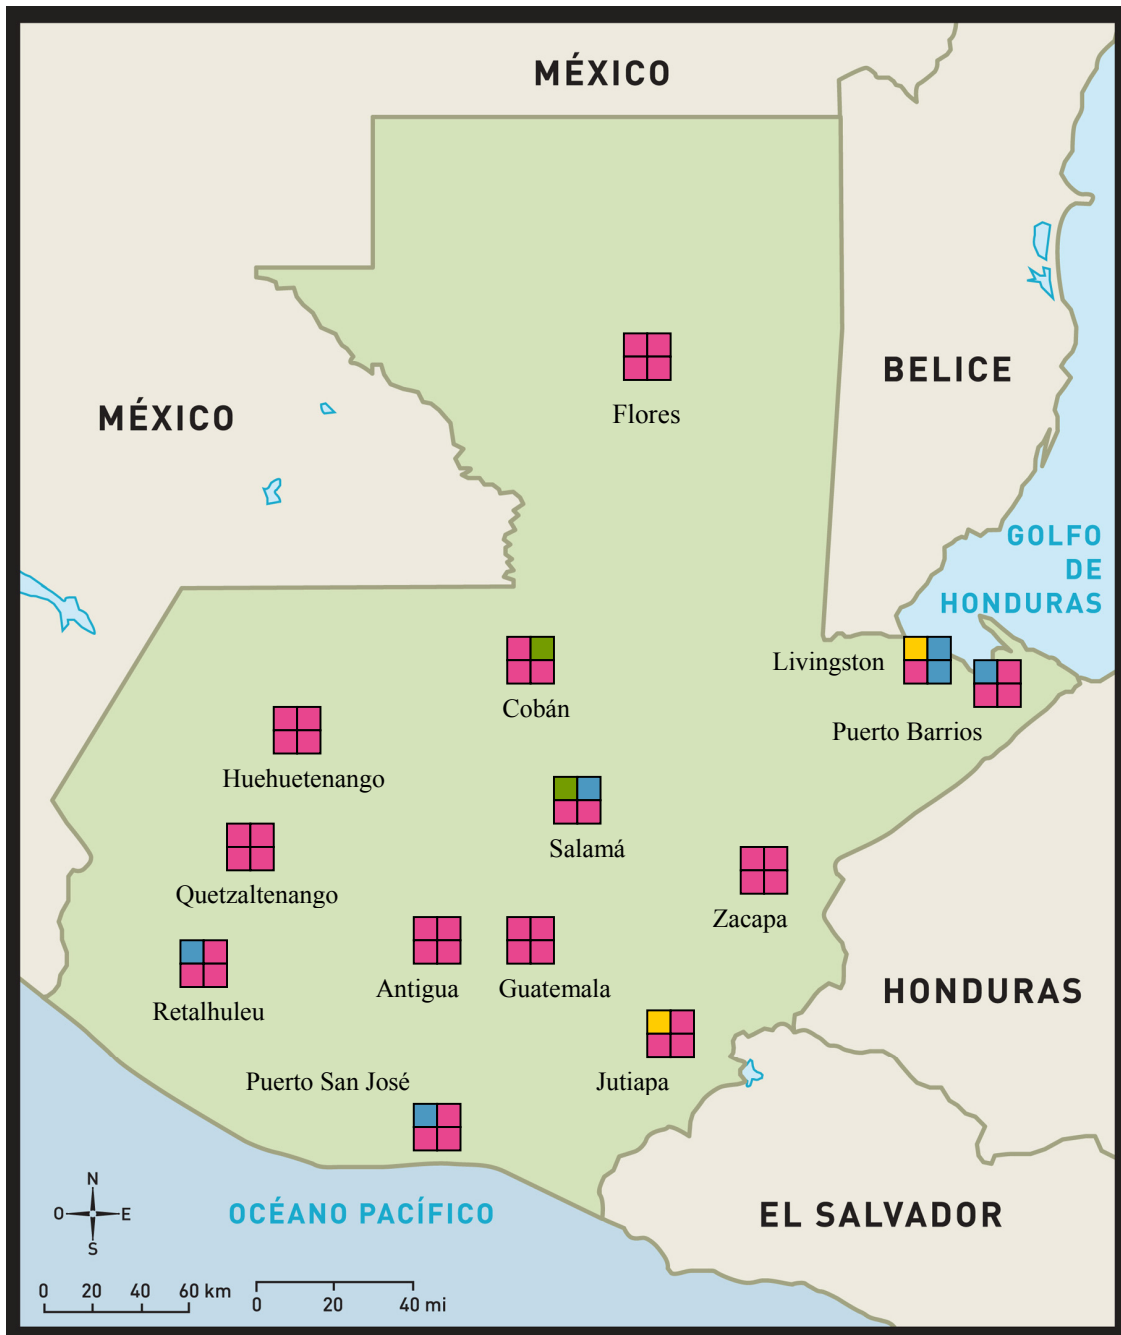 MÉXICO
MÉXICO
BELICE
Flores
GOLFO
DE
HONDURAS
Livingston
Cobán
Puerto Barrios
Huehuetenango
Salamá
Quetzaltenango
Zacapa
Antigua
Guatemala
Retalhuleu
HONDURAS
Puerto San José
Jutiapa
N
O
E
S
OCÉANO PACÍFICO
EL SALVADOR
0 20 40 60 km
0 20 40 mi